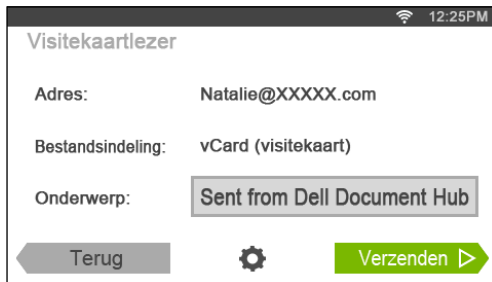 12:25PM
Visitekaartlezer
Adres: Natalie@XXXXX.com
Bestandsindeling: vCard (visitekaart)
Onderwerp: Sent from Dell Document Hub
Terug Verzenden